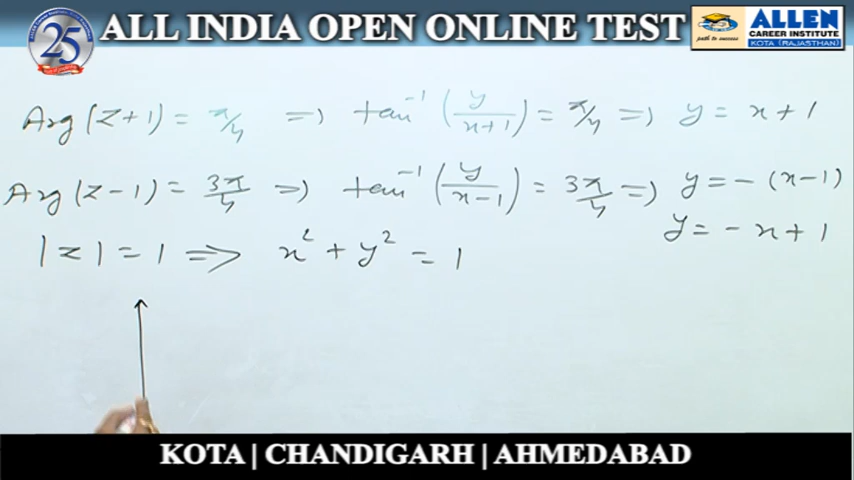 25
ALL INDIA OPEN ONLINE TEST
path to success
ALLEN
CAREER INSTITUTE
KOTA (RAJASTHAN)
Arg(z+1) = π/4 ⇒ tan⁻¹(y/(x+1)) = π/4 ⇒ y = x+1
Arg(z-1) = 3π/4 ⇒ tan⁻¹(y/(x-1)) = 3π/4 ⇒ y = -(x-1)
y = -x+1
|z| = 1 ⇒ x² + y² = 1
KOTA | CHANDIGARH | AHMEDABAD